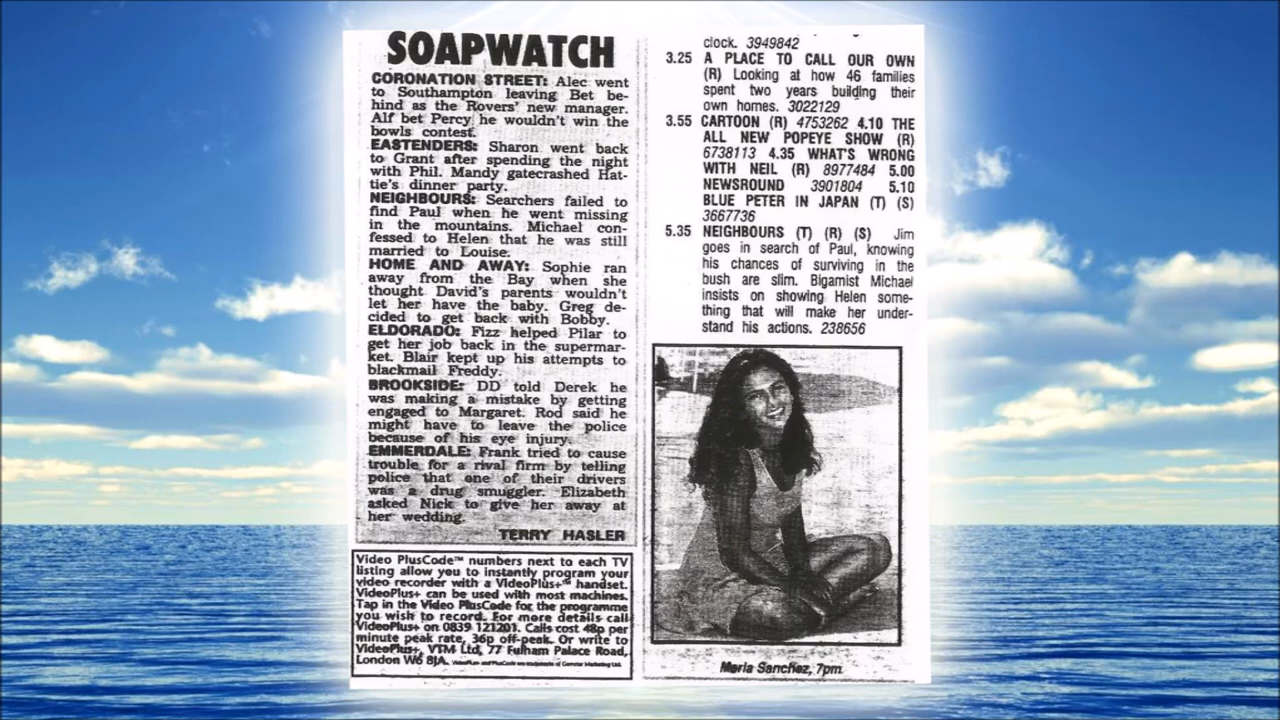 SOAPWATCH
CORONATION STREET: Alec went
to Southampton leaving Bet be-
hind as the Rovers' new manager.
Alf bet Percy he wouldn't win the
bowls contest.
EASTENDERS: Sharon went back
to Grant after spending the night
with Phil. Mandy gatecrashed Hat-
tie's dinner party.
NEIGHBOURS: Searchers failed to
find Paul when he went missing
in the mountains. Michael con-
fessed to Helen that he was still
married to Louise.
HOME AND AWAY: Sophie ran
away from the Bay when she
thought David's parents wouldn't
let her have the baby. Greg de-
cided to get back with Bobby.
ELDORADO: Fizz helped Pilar to
get her job back in the supermar-
ket. Blair kept up his attempts to
blackmail Freddy.
BROOKSIDE: DD told Derek he
was making a mistake by getting
engaged to Margaret. Rod said he
might have to leave the police
because of his eye injury.
EMMERDALE: Frank tried to cause
trouble for a rival firm by telling
police that one of their drivers
was a drug smuggler. Elizabeth
asked Nick to give her away at
her wedding.
TERRY HASLER
Video PlusCode™ numbers next to each TV
listing allow you to instantly program your
video recorder with a VideoPlus+™ handset.
VideoPlus+ can be used with most machines.
Tap in the Video PlusCode for the programme
you wish to record. For more details call
VideoPlus+ on 0839 121201. Calls cost 48p per
minute peak rate, 36p off-peak. Or write to
VideoPlus+, VTM Ltd, 77 Fulham Palace Road,
London W6 8JA. VideoPlus+ and PlusCode are trademarks of Gemstar Marketing Ltd.
clock. 3949842
3.25 A PLACE TO CALL OUR OWN
(R) Looking at how 46 families
spent two years building their
own homes. 3022129
3.55 CARTOON (R) 4753262 4.10 THE
ALL NEW POPEYE SHOW (R)
6738113 4.35 WHAT'S WRONG
WITH NEIL (R) 8977484 5.00
NEWSROUND 3901804 5.10
BLUE PETER IN JAPAN (T) (S)
3667736
5.35 NEIGHBOURS (T) (R) (S) Jim
goes in search of Paul, knowing
his chances of surviving in the
bush are slim. Bigamist Michael
insists on showing Helen some-
thing that will make her under-
stand his actions. 238656
Maria Sanchez, 7pm